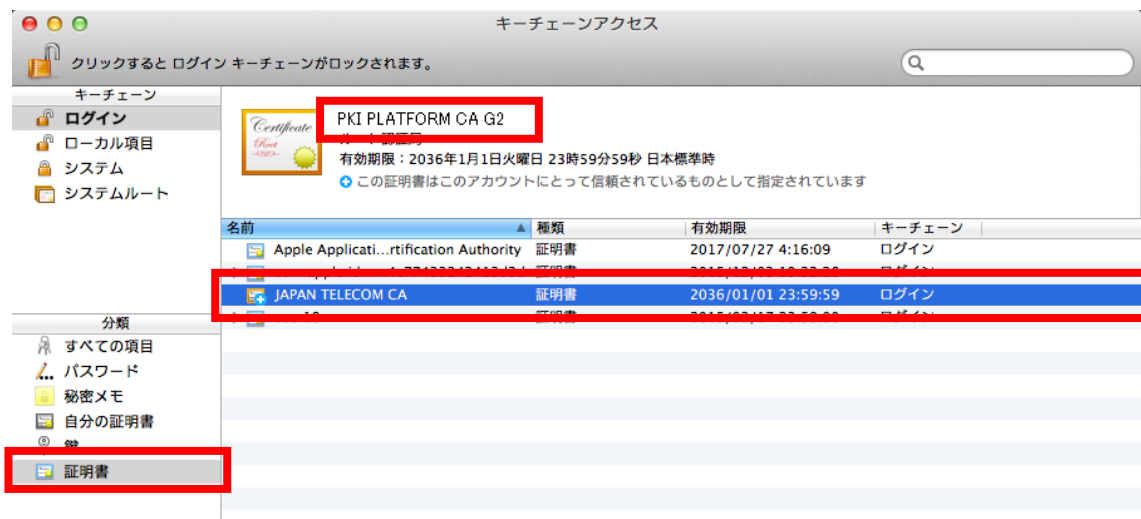 キーチェーンアクセス
クリックすると ログイン キーチェーンがロックされます。
キーチェーン
ログイン
ローカル項目
システム
システムルート
Certificate
Root
PKI PLATFORM CA G2
有効期限：2036年1月1日火曜日 23時59分59秒 日本標準時
この証明書はこのアカウントにとって信頼されているものとして指定されています
名前 種類 有効期限 キーチェーン
Apple Applicati...rtification Authority 証明書 2017/07/27 4:16:09 ログイン
JAPAN TELECOM CA 証明書 2036/01/01 23:59:59 ログイン
分類
すべての項目
パスワード
秘密メモ
自分の証明書
鍵
証明書